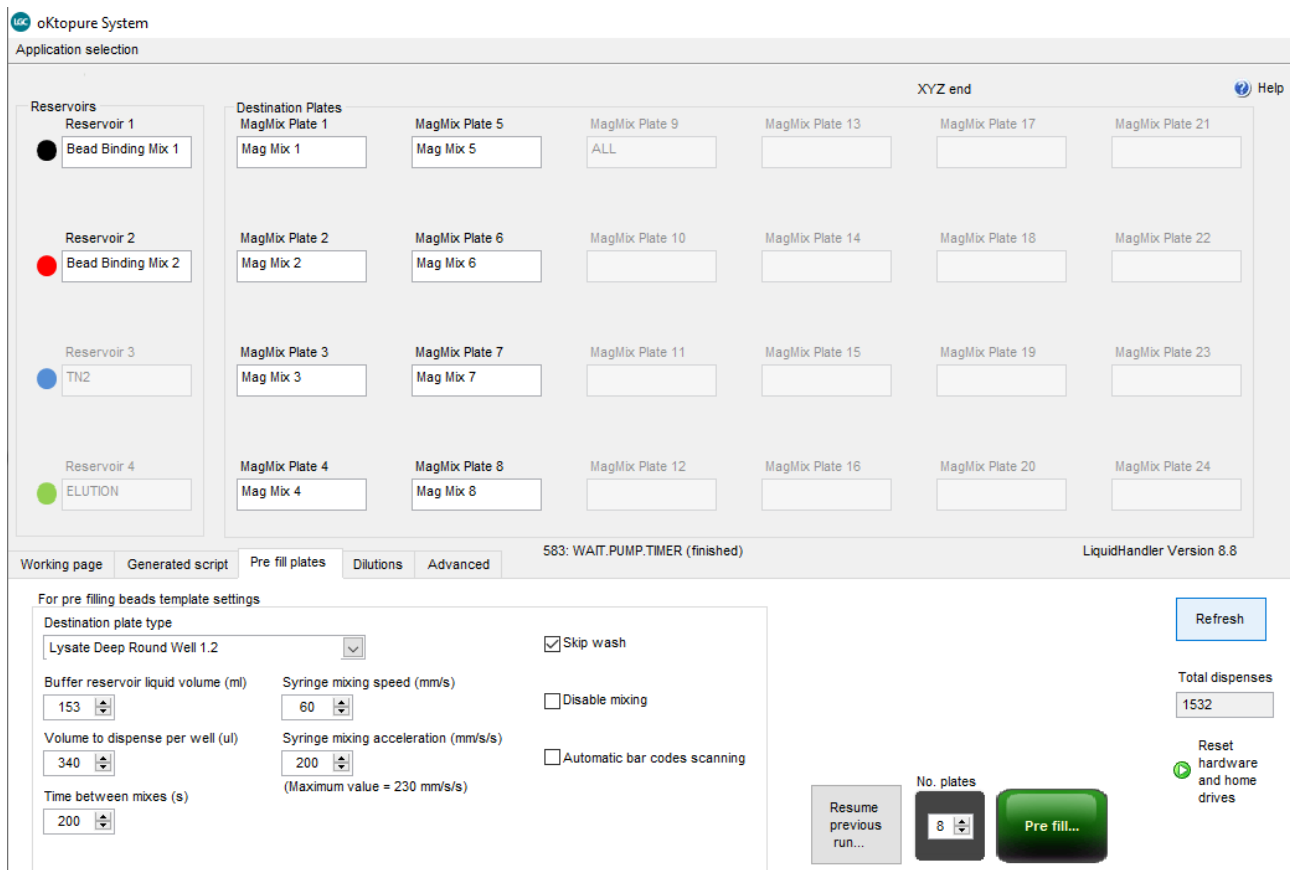 LGC oKtopure System
Application selection
XYZ end
Help
Reservoirs
Destination Plates
Reservoir 1
MagMix Plate 1
MagMix Plate 5
MagMix Plate 9
MagMix Plate 13
MagMix Plate 17
MagMix Plate 21
Bead Binding Mix 1
Mag Mix 1
Mag Mix 5
ALL
Reservoir 2
MagMix Plate 2
MagMix Plate 6
MagMix Plate 10
MagMix Plate 14
MagMix Plate 18
MagMix Plate 22
Bead Binding Mix 2
Mag Mix 2
Mag Mix 6
Reservoir 3
MagMix Plate 3
MagMix Plate 7
MagMix Plate 11
MagMix Plate 15
MagMix Plate 19
MagMix Plate 23
TN2
Mag Mix 3
Mag Mix 7
Reservoir 4
MagMix Plate 4
MagMix Plate 8
MagMix Plate 12
MagMix Plate 16
MagMix Plate 20
MagMix Plate 24
ELUTION
Mag Mix 4
Mag Mix 8
583: WAIT.PUMP.TIMER (finished)
LiquidHandler Version 8.8
Working page
Generated script
Pre fill plates
Dilutions
Advanced
For pre filling beads template settings
Destination plate type
Lysate Deep Round Well 1.2
Skip wash
Buffer reservoir liquid volume (ml)
153
Syringe mixing speed (mm/s)
60
Disable mixing
Volume to dispense per well (ul)
340
Syringe mixing acceleration (mm/s/s)
200
(Maximum value = 230 mm/s/s)
Automatic bar codes scanning
Time between mixes (s)
200
Refresh
Total dispenses
1532
Reset
hardware
and home
drives
Resume
previous
run...
No. plates
8
Pre fill...